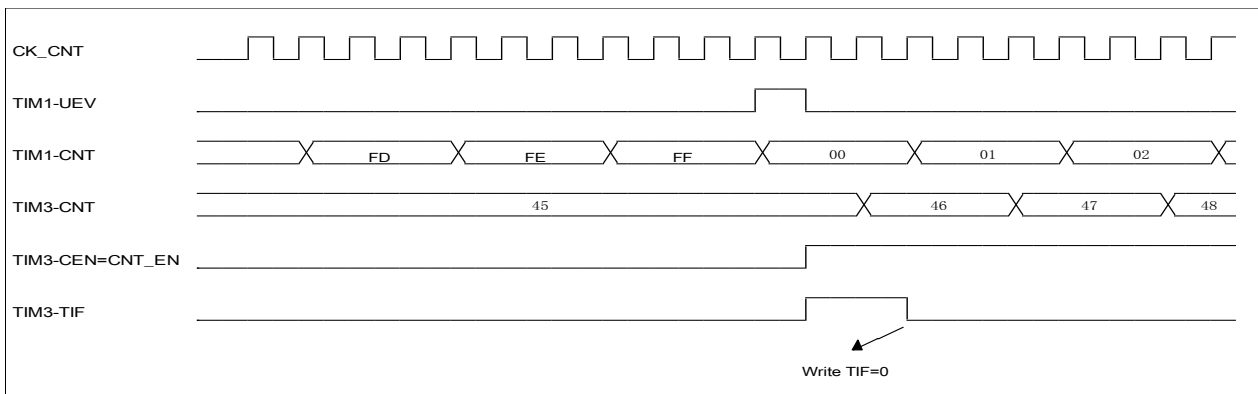 CK_CNT
TIM1-UEV
TIM1-CNT FD FE FF 00 01 02
TIM3-CNT 45 46 47 48
TIM3-CEN=CNT_EN
TIM3-TIF
Write TIF=0